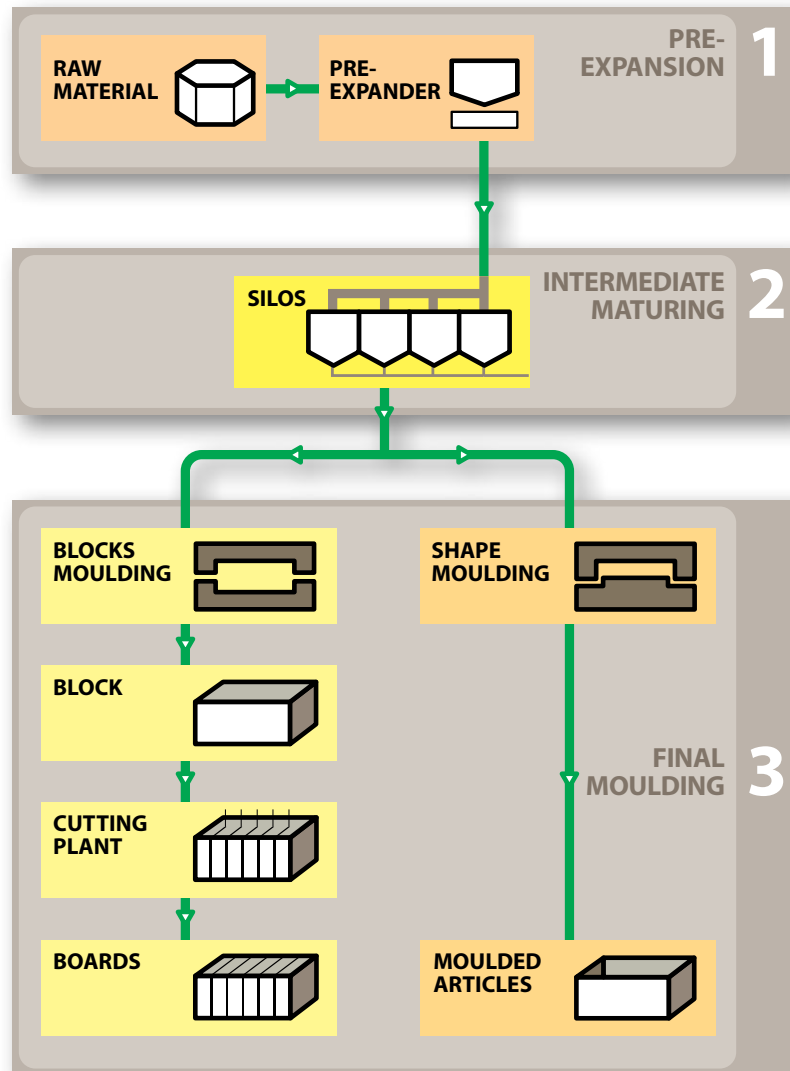 RAW
MATERIAL
PRE-
EXPANDER
PRE-
EXPANSION
1
SILOS
INTERMEDIATE
MATURING
2
BLOCKS
MOULDING
SHAPE
MOULDING
BLOCK
FINAL
MOULDING
3
CUTTING
PLANT
BOARDS
MOULDED
ARTICLES